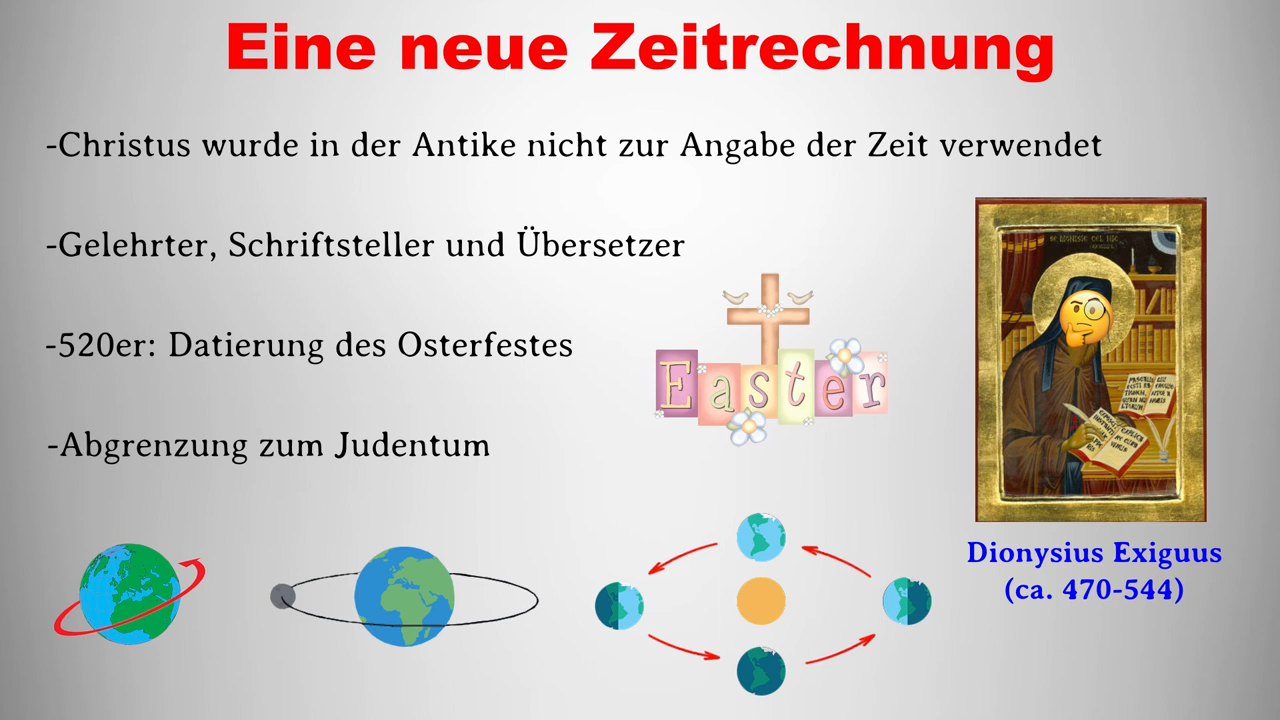 Eine neue Zeitrechnung
-Christus wurde in der Antike nicht zur Angabe der Zeit verwendet
-Gelehrter, Schriftsteller und Übersetzer
-520er: Datierung des Osterfestes
Easter
-Abgrenzung zum Judentum
Dionysius Exiguus
(ca. 470-544)